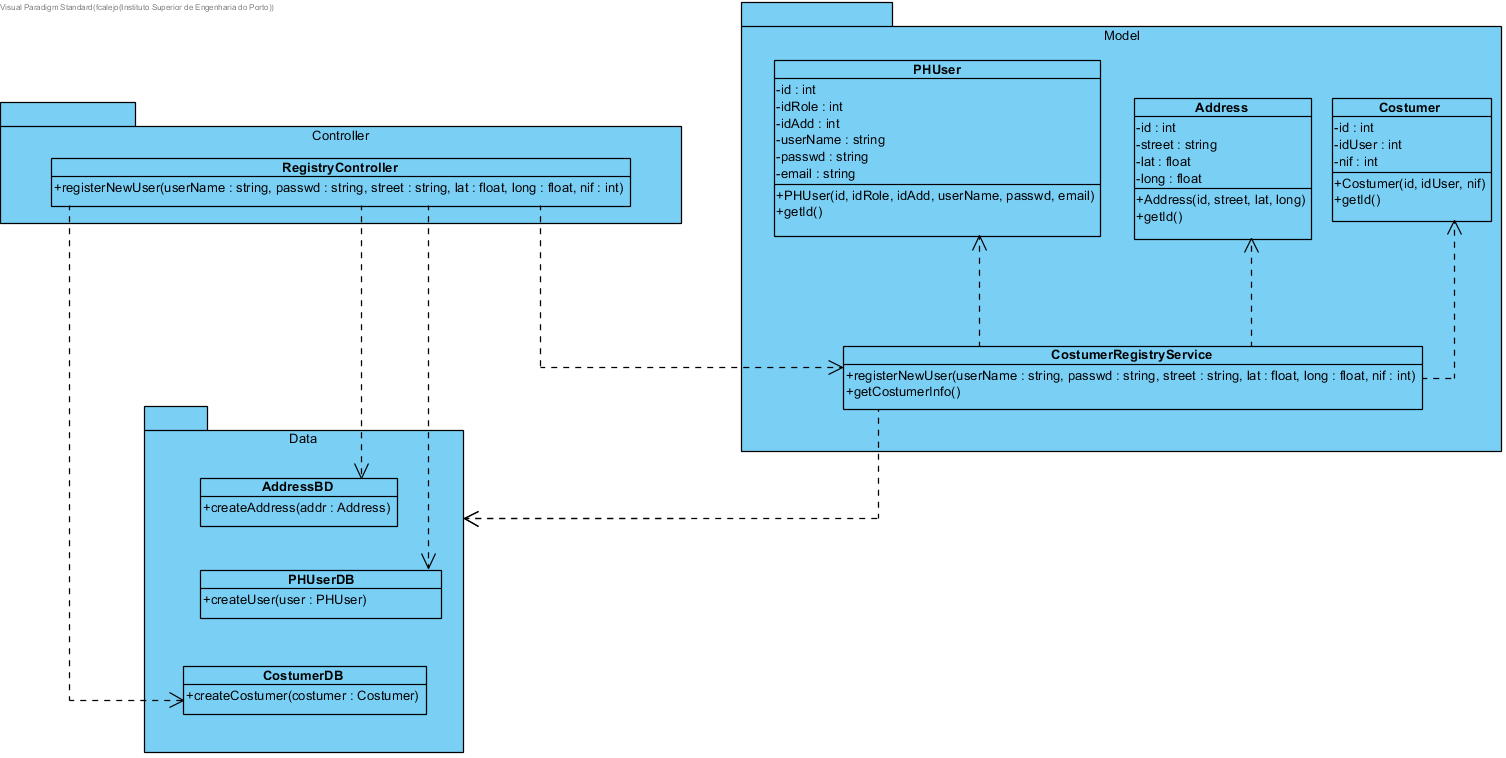 Visual Paradigm Standard(fcalejo(Instituto Superior de Engenharia do Porto))
Model
PHUser
-id : int
-idRole : int
-idAdd : int
-userName : string
-passwd : string
-email : string
+PHUser(id, idRole, idAdd, userName, passwd, email)
+getId()
Address
-id : int
-street : string
-lat : float
-long : float
+Address(id, street, lat, long)
+getId()
Costumer
-id : int
-idUser : int
-nif : int
+Costumer(id, idUser, nif)
+getId()
Controller
RegistryController
+registerNewUser(userName : string, passwd : string, street : string, lat : float, long : float, nif : int)
CostumerRegistryService
+registerNewUser(userName : string, passwd : string, street : string, lat : float, long : float, nif : int)
+getCostumerInfo()
Data
AddressBD
+createAddress(addr : Address)
PHUserDB
+createUser(user : PHUser)
CostumerDB
+createCostumer(costumer : Costumer)